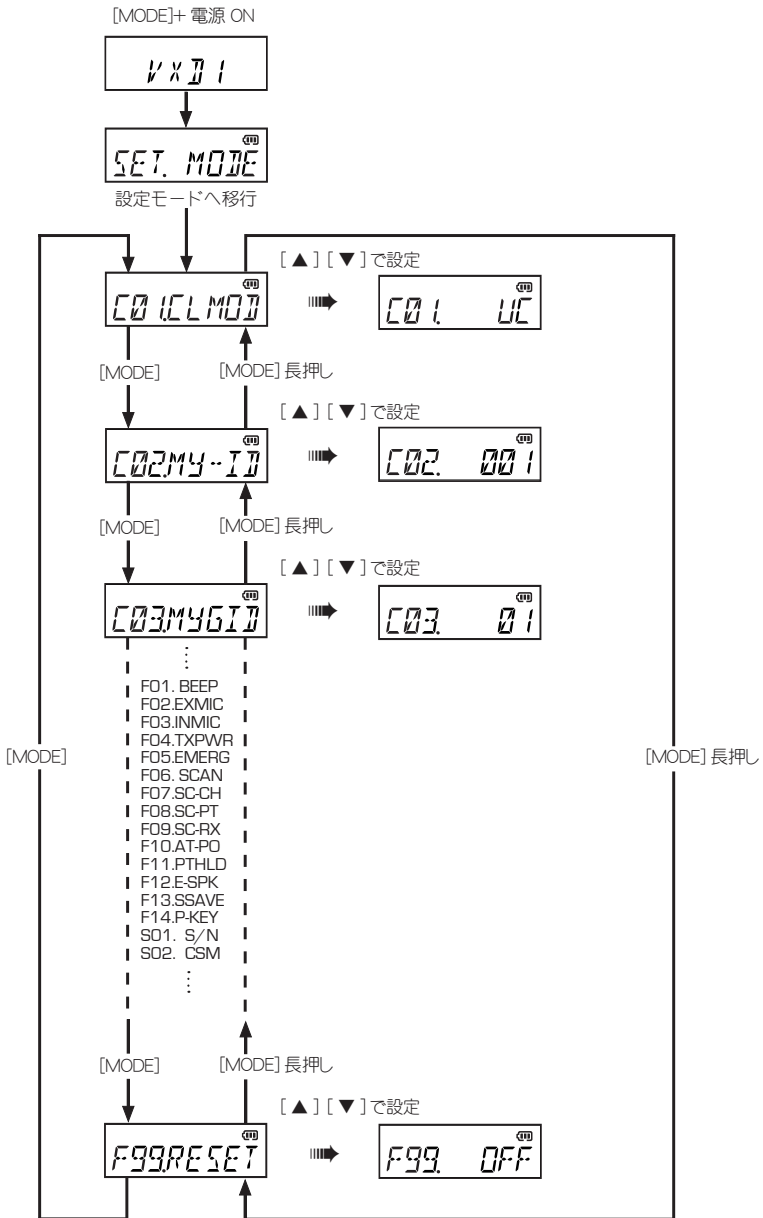 [MODE]+ 電源 ON
VXD1
SET. MODE
設定モードへ移行
[ ▲ ] [ ▼ ]で設定
C01.CLMOD
C01. UC
[MODE]
[MODE] 長押し
[ ▲ ] [ ▼ ]で設定
C02.MY-ID
C02. 001
[MODE]
[MODE] 長押し
[ ▲ ] [ ▼ ]で設定
C03.MYGID
C03. 01
⋮
F01. BEEP
F02.EXMIC
F03.INMIC
F04.TXPWR
F05.EMERG
F06. SCAN
F07.SC-CH
F08.SC-PT
F09.SC-RX
F10.AT-PO
F11.PTHLD
F12.E-SPK
F13.SSAVE
F14.P-KEY
S01. S/N
S02. CSM
⋮
[MODE]
[MODE] 長押し
[MODE]
[MODE] 長押し
[ ▲ ] [ ▼ ]で設定
F99.RESET
F99. OFF